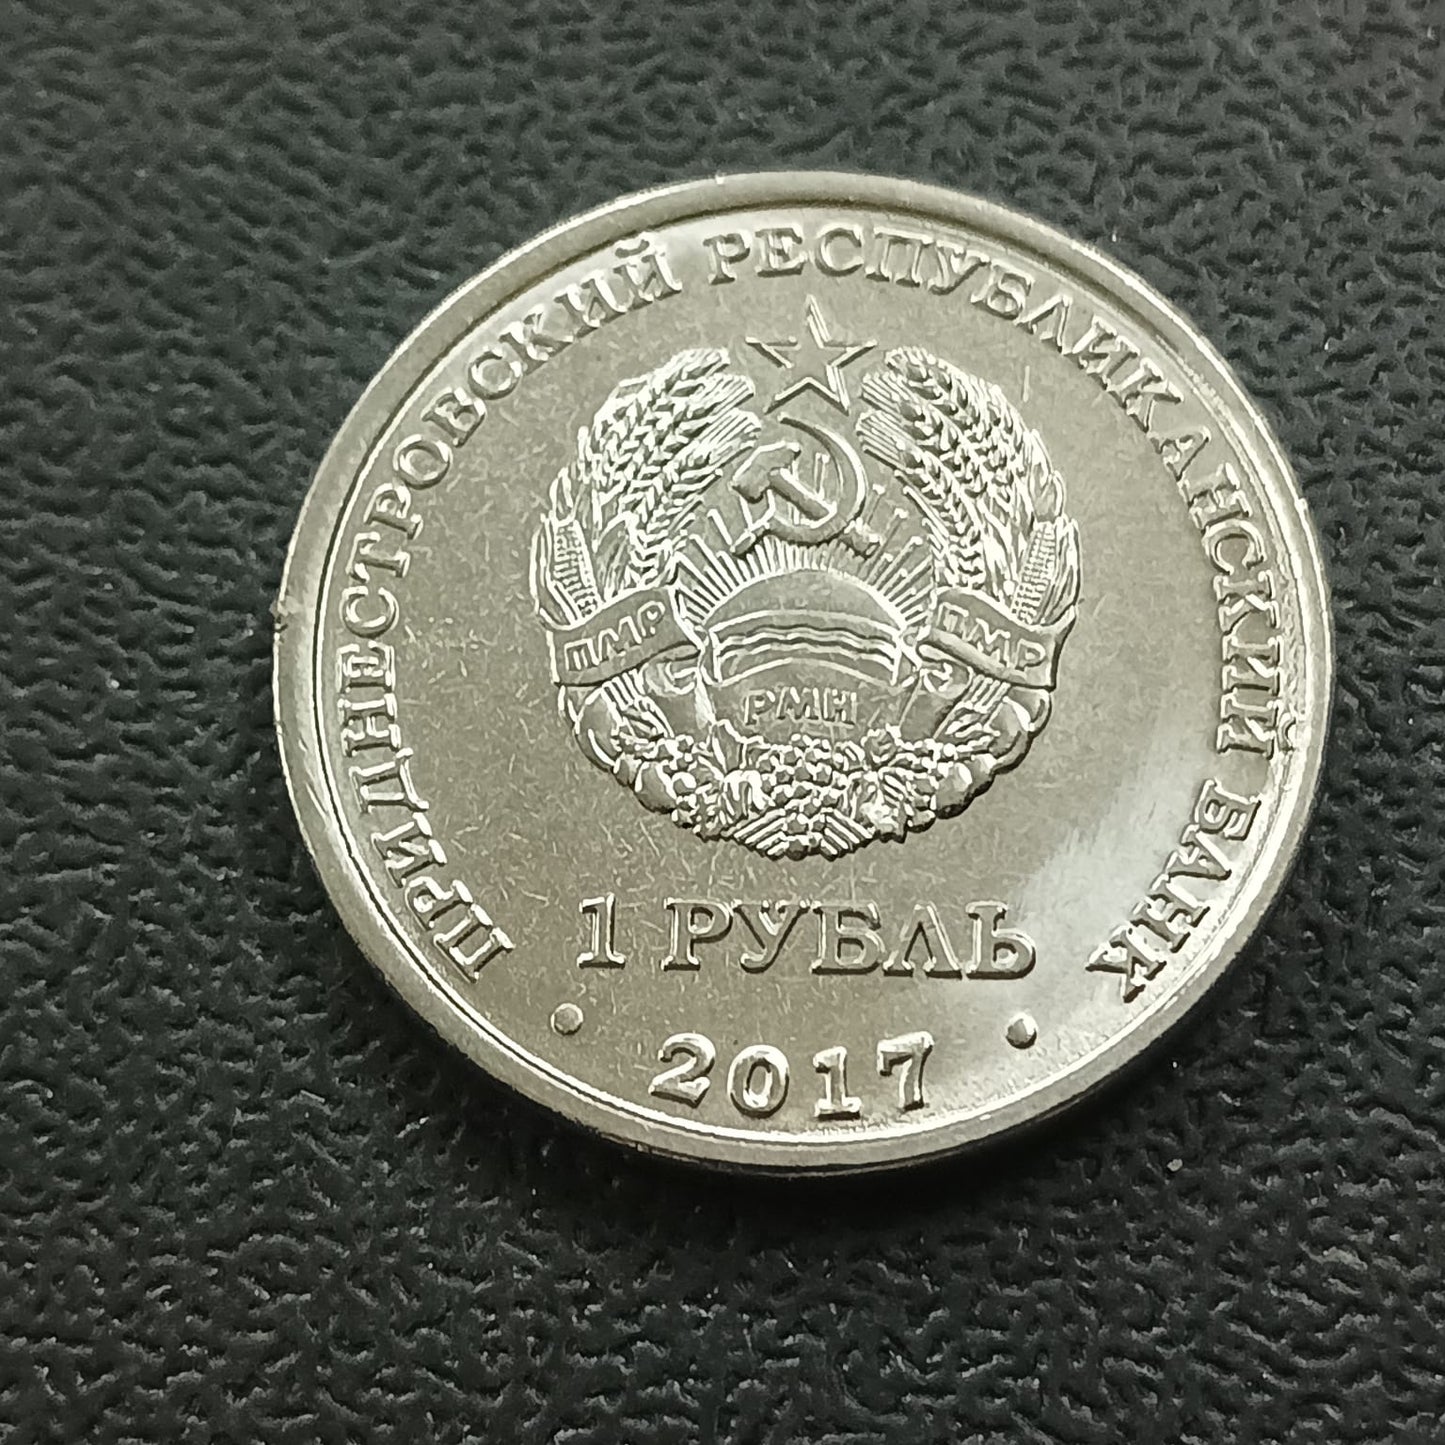 ПРИДНЕСТРОВСКИЙ РЕСПУБЛИКАНСКИЙ БАНК
ПМР
ПМР
РМН
1 РУБЛЬ
• 2017 •